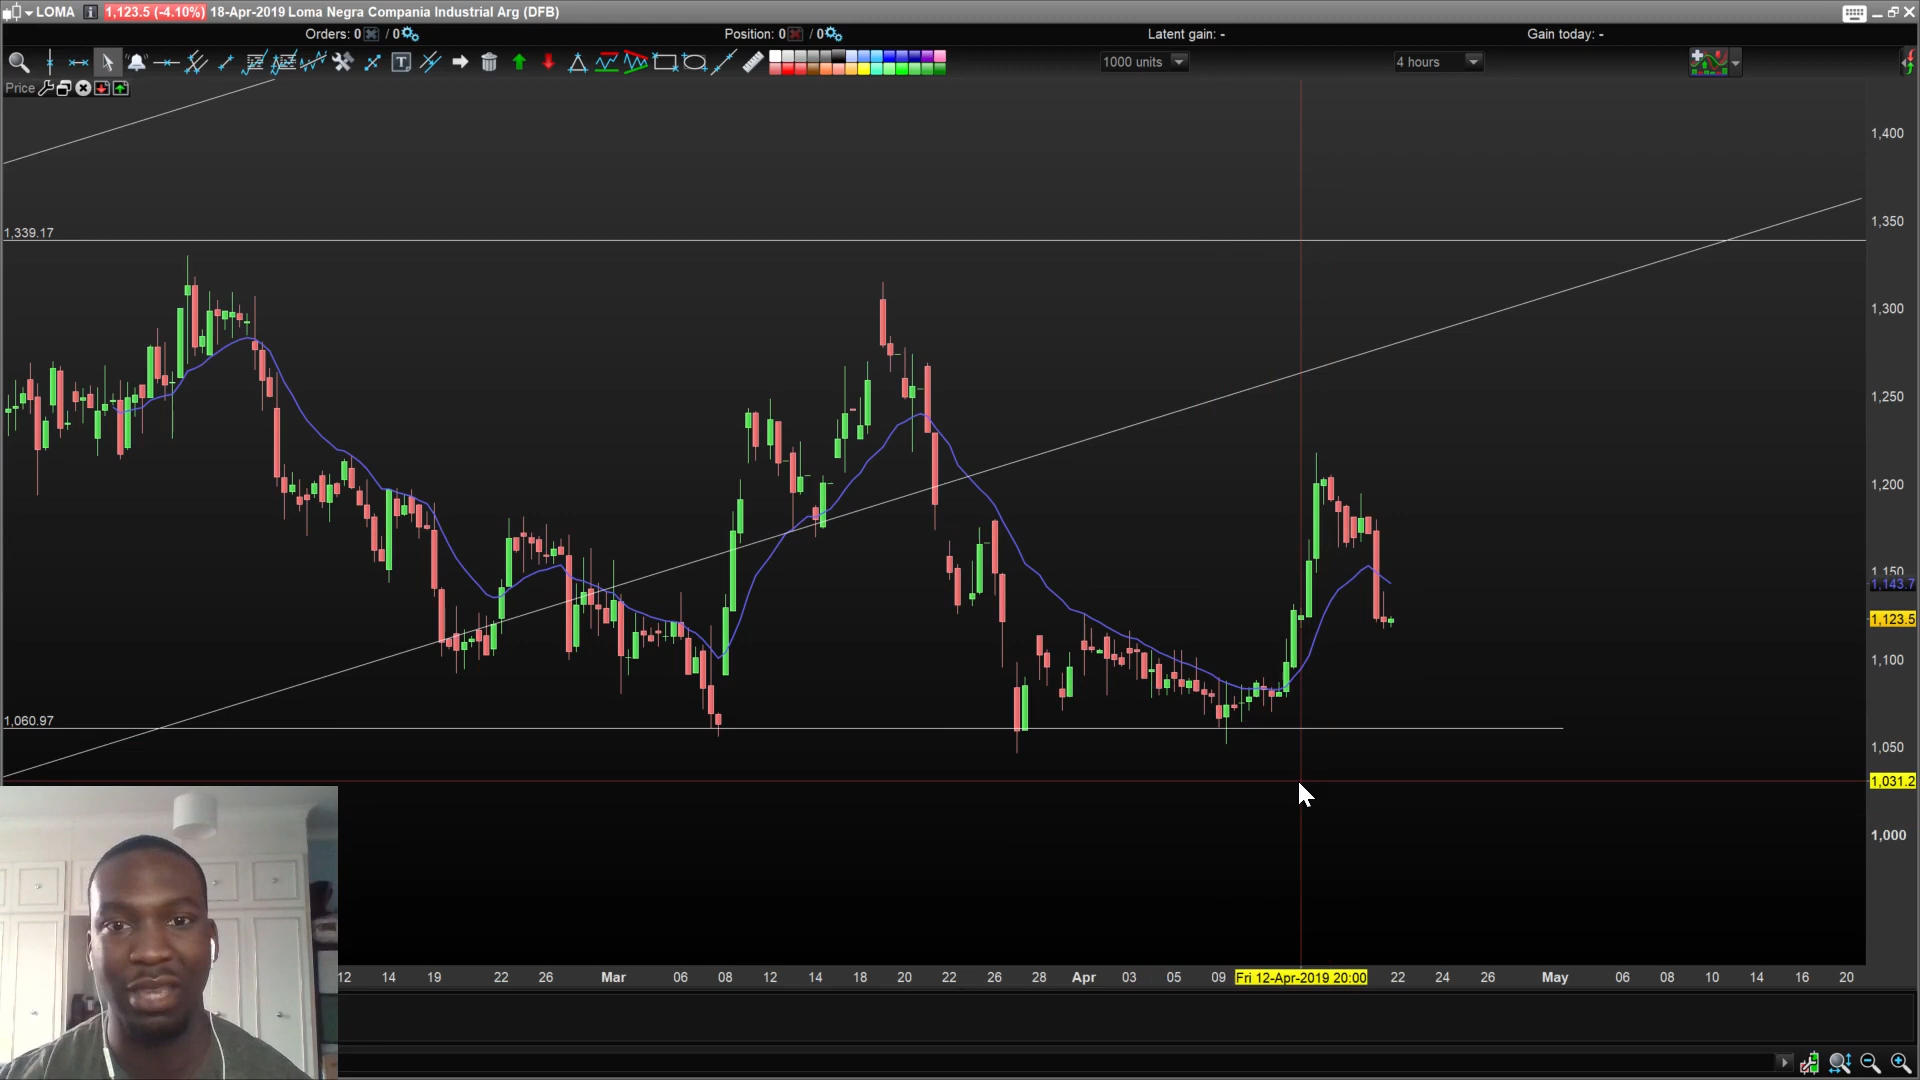 LOMA 1,123.5 (-4.10%) 18-Apr-2019 Loma Negra Compania Industrial Arg (DFB)
Orders: 0 / 0 Position: 0 / 0 Latent gain: - Gain today: -
1000 units 4 hours
Price
1,400
1,339.17
1,350
1,300
1,250
1,200
1,150
1,143.7
1,123.5
1,100
1,060.97
1,050
1,031.2
1,000
12 14 19 22 26 Mar 06 08 12 14 18 20 22 26 28 Apr 03 05 09 Fri 12-Apr-2019 20:00 22 24 26 May 06 08 10 14 16 20